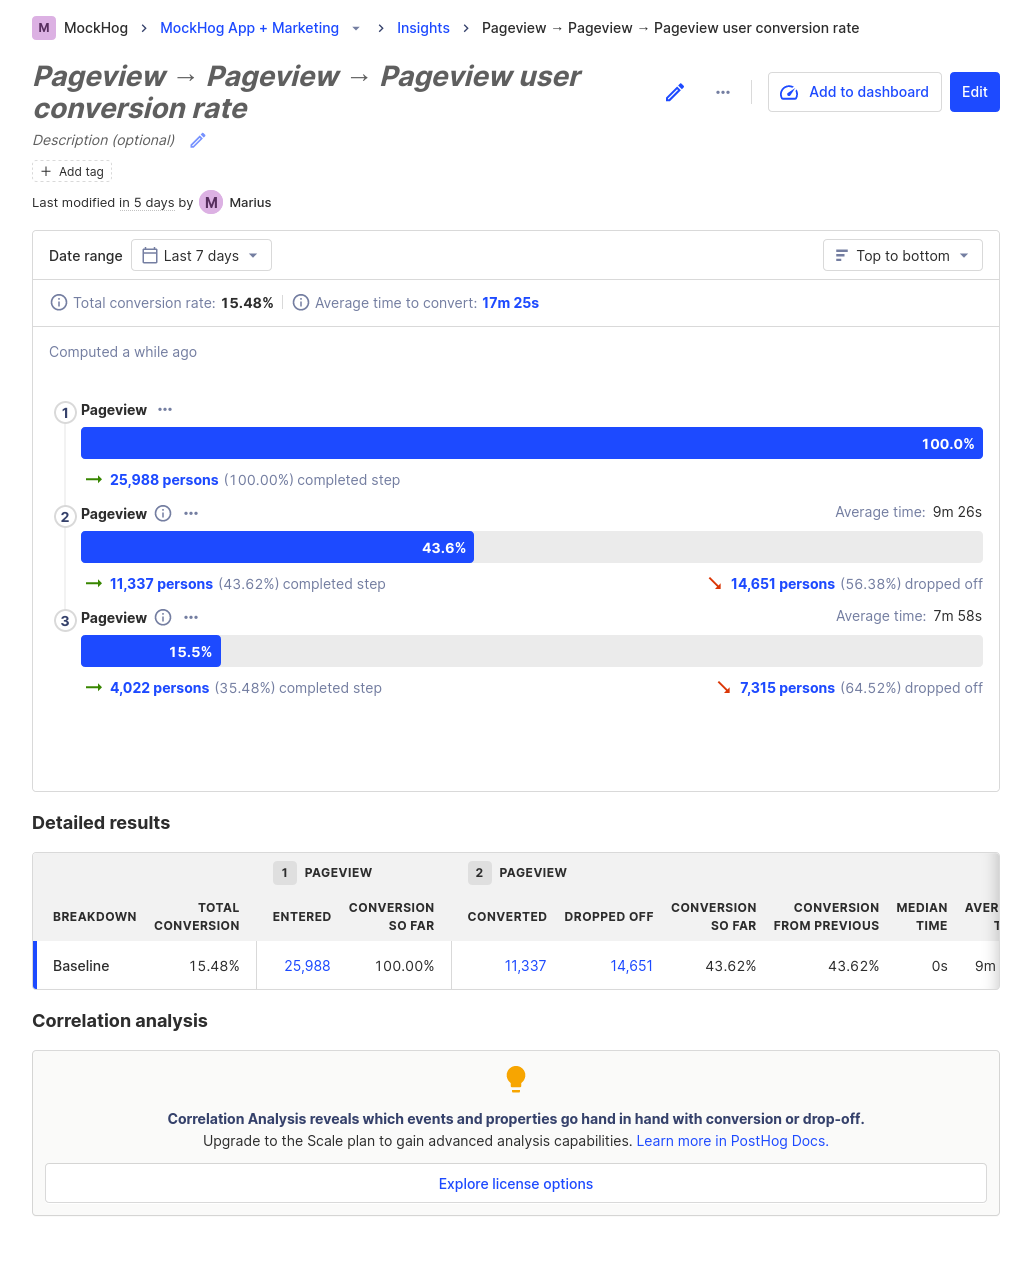 M MockHog > MockHog App + Marketing > Insights > Pageview → Pageview → Pageview user conversion rate
Pageview → Pageview → Pageview user
conversion rate
Add to dashboard
Edit
Description (optional)
+ Add tag
Last modified in 5 days by M Marius
Date range Last 7 days Top to bottom
Total conversion rate: 15.48% Average time to convert: 17m 25s
Computed a while ago
1 Pageview
100.0%
→ 25,988 persons (100.00%) completed step
2 Pageview Average time: 9m 26s
43.6%
→ 11,337 persons (43.62%) completed step ↘ 14,651 persons (56.38%) dropped off
3 Pageview Average time: 7m 58s
15.5%
→ 4,022 persons (35.48%) completed step ↘ 7,315 persons (64.52%) dropped off
Detailed results
1 PAGEVIEW 2 PAGEVIEW
BREAKDOWN TOTAL CONVERSION ENTERED CONVERSION SO FAR CONVERTED DROPPED OFF CONVERSION SO FAR CONVERSION FROM PREVIOUS MEDIAN TIME AVER
Baseline 15.48% 25,988 100.00% 11,337 14,651 43.62% 43.62% 0s 9m
Correlation analysis
Correlation Analysis reveals which events and properties go hand in hand with conversion or drop-off.
Upgrade to the Scale plan to gain advanced analysis capabilities. Learn more in PostHog Docs.
Explore license options